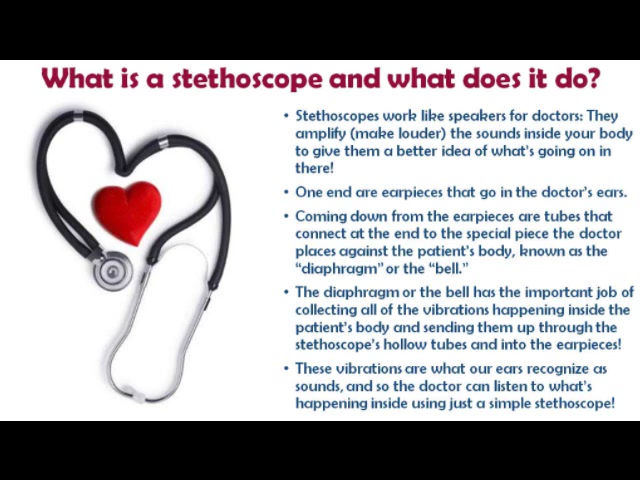 What is a stethoscope and what does it do?
• Stethoscopes work like speakers for doctors: They
amplify (make louder) the sounds inside your body
to give them a better idea of what's going on in
there!
• One end are earpieces that go in the doctor's ears.
• Coming down from the earpieces are tubes that
connect at the end to the special piece the doctor
places against the patient's body, known as the
"diaphragm" or the "bell."
• The diaphragm or the bell has the important job of
collecting all of the vibrations happening inside the
patient's body and sending them up through the
stethoscope's hollow tubes and into the earpieces!
• These vibrations are what our ears recognize as
sounds, and so the doctor can listen to what's
happening inside using just a simple stethoscope!